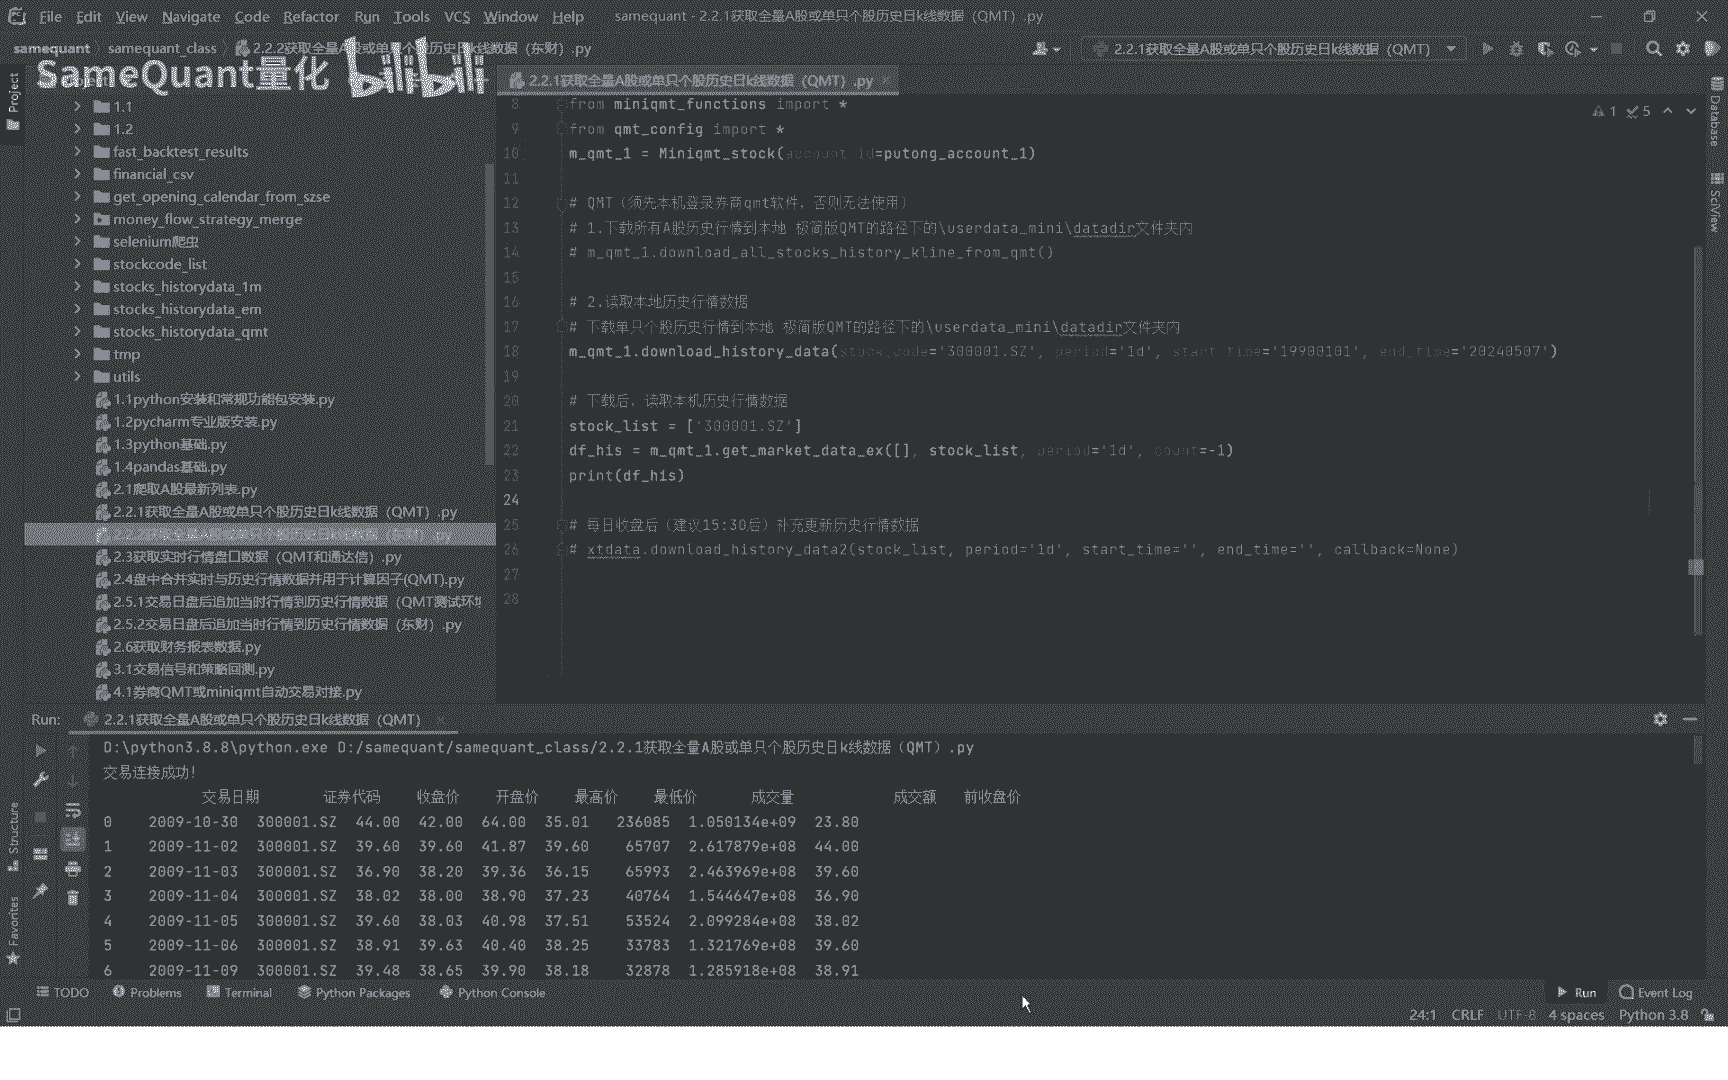 File Edit View Navigate Code Refactor Run Tools VCS Window Help samequant - 2.2.1获取全量A股或单只个股历史日k线数据（QMT）.py
samequant samequant_class 2.2.2获取全量A股或单只个股历史日k线数据（东财）.py
2.2.1获取全量A股或单只个股历史日k线数据（QMT）
SameQuant量化 bilibili
2.2.1获取全量A股或单只个股历史日k线数据（QMT）.py
Project
1.1
1.2
fast_backtest_results
financial_csv
get_opening_calendar_from_szse
money_flow_strategy_merge
selenium爬虫
stockcode_list
stocks_historydata_1m
stocks_historydata_em
stocks_historydata_qmt
tmp
utils
1.1python安装和常规功能包安装.py
1.2pycharm专业版安装.py
1.3python基础.py
1.4pandas基础.py
2.1爬取A股最新列表.py
2.2.1获取全量A股或单只个股历史日k线数据（QMT）.py
2.2.2获取全量A股或单只个股历史日k线数据（东财）.py
2.3获取实时行情盘口数据（QMT和通达信）.py
2.4盘中合并实时与历史行情数据并用于计算因子(QMT).py
2.5.1交易日盘后追加当时行情到历史行情数据（QMT测试环境
2.5.2交易日盘后追加当时行情到历史行情数据（东财）.py
2.6获取财务报表数据.py
3.1交易信号和策略回测.py
4.1券商QMT或miniqmt自动交易对接.py
8 from miniqmt_functions import *
9 from qmt_config import *
10 m_qmt_1 = Miniqmt_stock(account_id=putong_account_1)
11
12 # QMT（须先本机登录券商qmt软件，否则无法使用）
13 # 1.下载所有A股历史行情到本地 极简版QMT的路径下的\userdata_mini\datadir文件夹内
14 # m_qmt_1.download_all_stocks_history_kline_from_qmt()
15
16 # 2.读取本地历史行情数据
17 # 下载单只个股历史行情到本地 极简版QMT的路径下的\userdata_mini\datadir文件夹内
18 m_qmt_1.download_history_data(stock_code='300001.SZ', period='1d', start_time='19900101', end_time='20240507')
19
20 # 下载后，读取本机历史行情数据
21 stock_list = ['300001.SZ']
22 df_his = m_qmt_1.get_market_data_ex([], stock_list, period='1d', count=-1)
23 print(df_his)
24
25 # 每日收盘后（建议15:30后）补充更新历史行情数据
26 # xtdata.download_history_data2(stock_list, period='1d', start_time='', end_time='', callback=None)
27
28
1 5
Database
SciView
Run: 2.2.1获取全量A股或单只个股历史日k线数据（QMT）
D:\python3.8.8\python.exe D:/samequant/samequant_class/2.2.1获取全量A股或单只个股历史日k线数据（QMT）.py
交易连接成功!
交易日期 证券代码 收盘价 开盘价 最高价 最低价 成交量 成交额 前收盘价
0 2009-10-30 300001.SZ 44.00 42.00 64.00 35.01 236085 1.050134e+09 23.80
1 2009-11-02 300001.SZ 39.60 39.60 41.87 39.60 65707 2.617879e+08 44.00
2 2009-11-03 300001.SZ 36.90 38.20 39.36 36.15 65993 2.463969e+08 39.60
3 2009-11-04 300001.SZ 38.02 38.00 38.90 37.23 40764 1.544647e+08 36.90
4 2009-11-05 300001.SZ 39.60 38.03 40.98 37.51 53524 2.099284e+08 38.02
5 2009-11-06 300001.SZ 38.91 39.63 40.40 38.25 33783 1.321769e+08 39.60
6 2009-11-09 300001.SZ 39.48 38.65 39.90 38.18 32878 1.285918e+08 38.91
Structure
Favorites
TODO Problems Terminal Python Packages Python Console Run Event Log
24:1 CRLF UTF-8 4 spaces Python 3.8